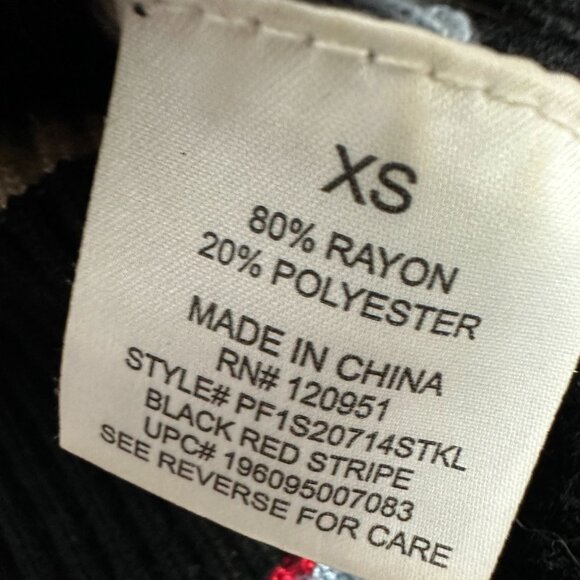 XS
80% RAYON
20% POLYESTER
MADE IN CHINA
RN# 120951
STYLE# PF1S20714STKL
BLACK RED STRIPE
UPC# 196095007083
SEE REVERSE FOR CARE